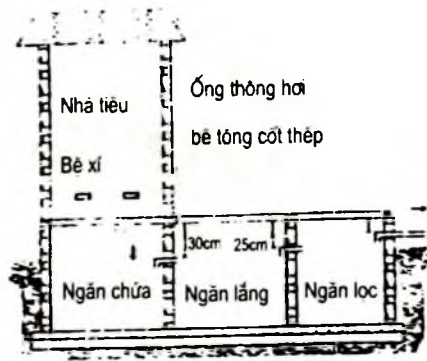 Nhà tiêu
Ống thông hơi
bê tông cốt thép
Bệ xí
30cm 25cm
Ngăn chứa Ngăn lắng Ngăn lọc